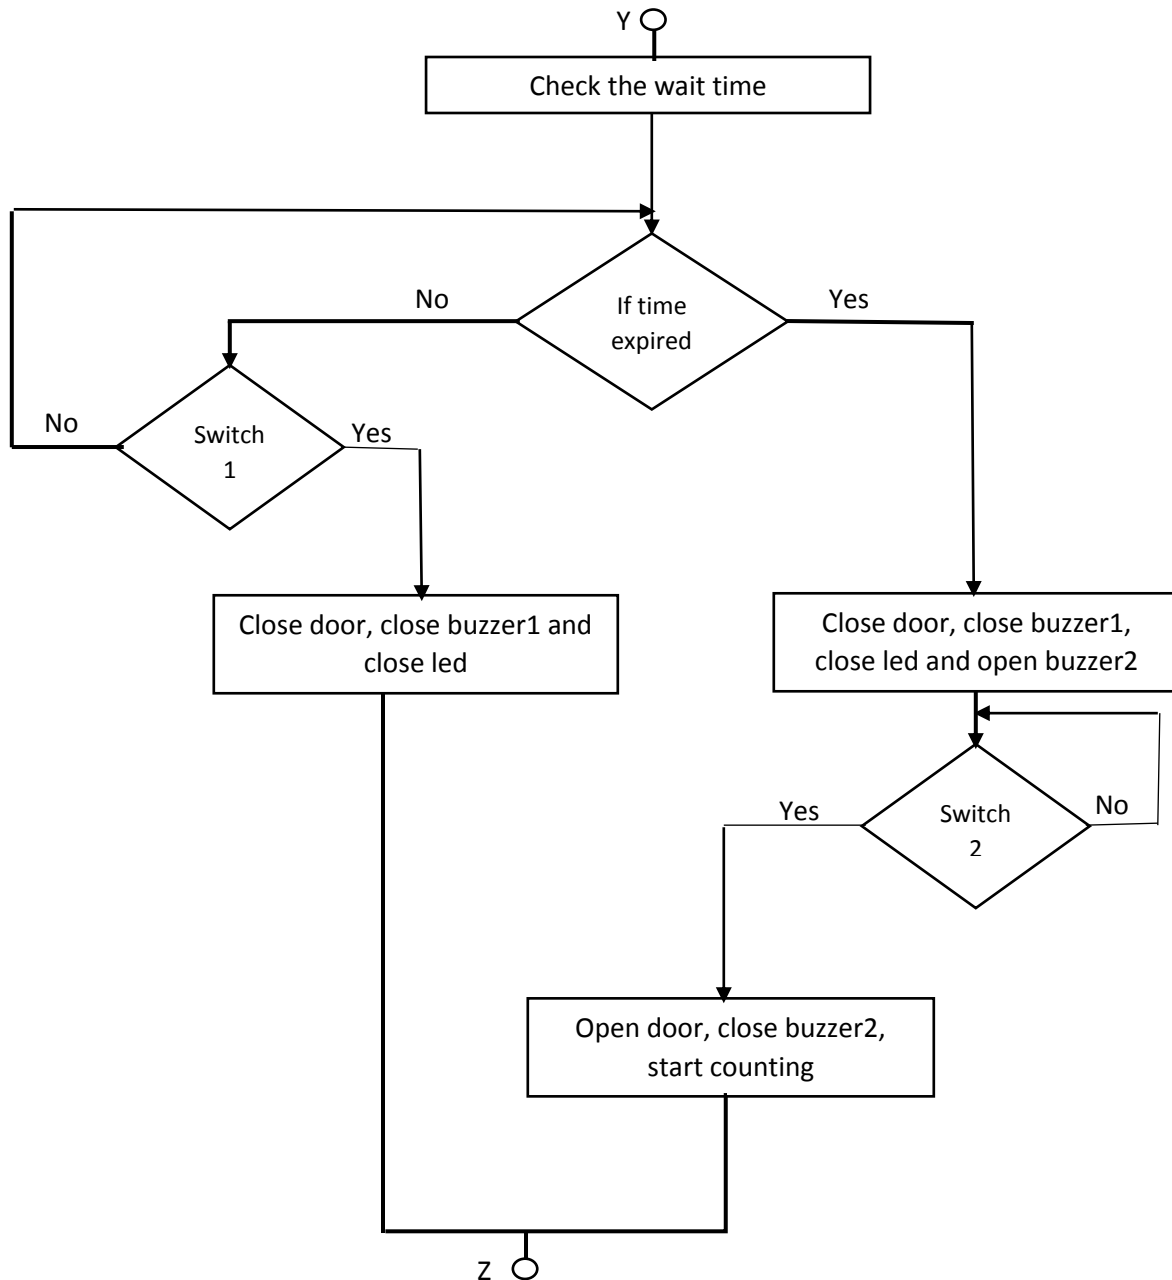 Y
Check the wait time
If time
expired
No
Yes
Switch
1
No
Yes
Close door, close buzzer1 and
close led
Close door, close buzzer1,
close led and open buzzer2
Switch
2
Yes
No
Open door, close buzzer2,
start counting
Z